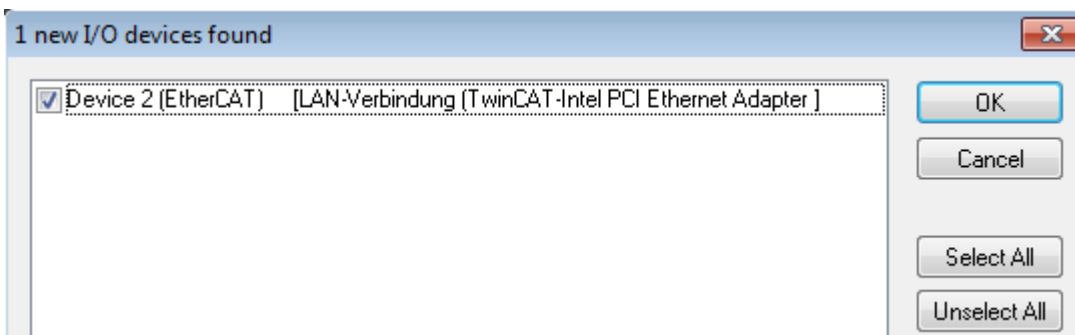 1 new I/O devices found
Device 2 (EtherCAT) [LAN-Verbindung (TwinCAT-Intel PCI Ethernet Adapter ]
OK
Cancel
Select All
Unselect All